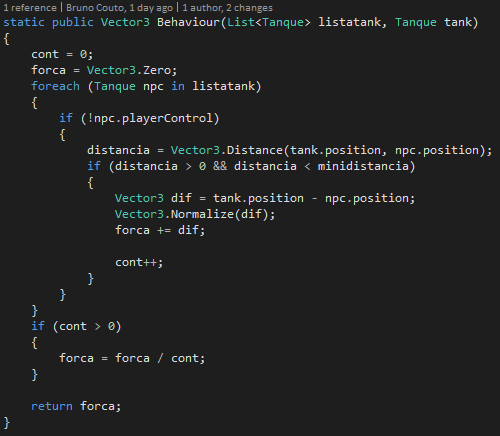 1 reference | Bruno Couto, 1 day ago | 1 author, 2 changes
static public Vector3 Behaviour(List<Tanque> listatank, Tanque tank)
{
    cont = 0;
    forca = Vector3.Zero;
    foreach (Tanque npc in listatank)
    {
        if (!npc.playerControl)
        {
            distancia = Vector3.Distance(tank.position, npc.position);
            if (distancia > 0 && distancia < minidistancia)
            {
                Vector3 dif = tank.position - npc.position;
                Vector3.Normalize(dif);
                forca += dif;

                cont++;
            }
        }
    }
    if (cont > 0)
    {
        forca = forca / cont;
    }

    return forca;
}